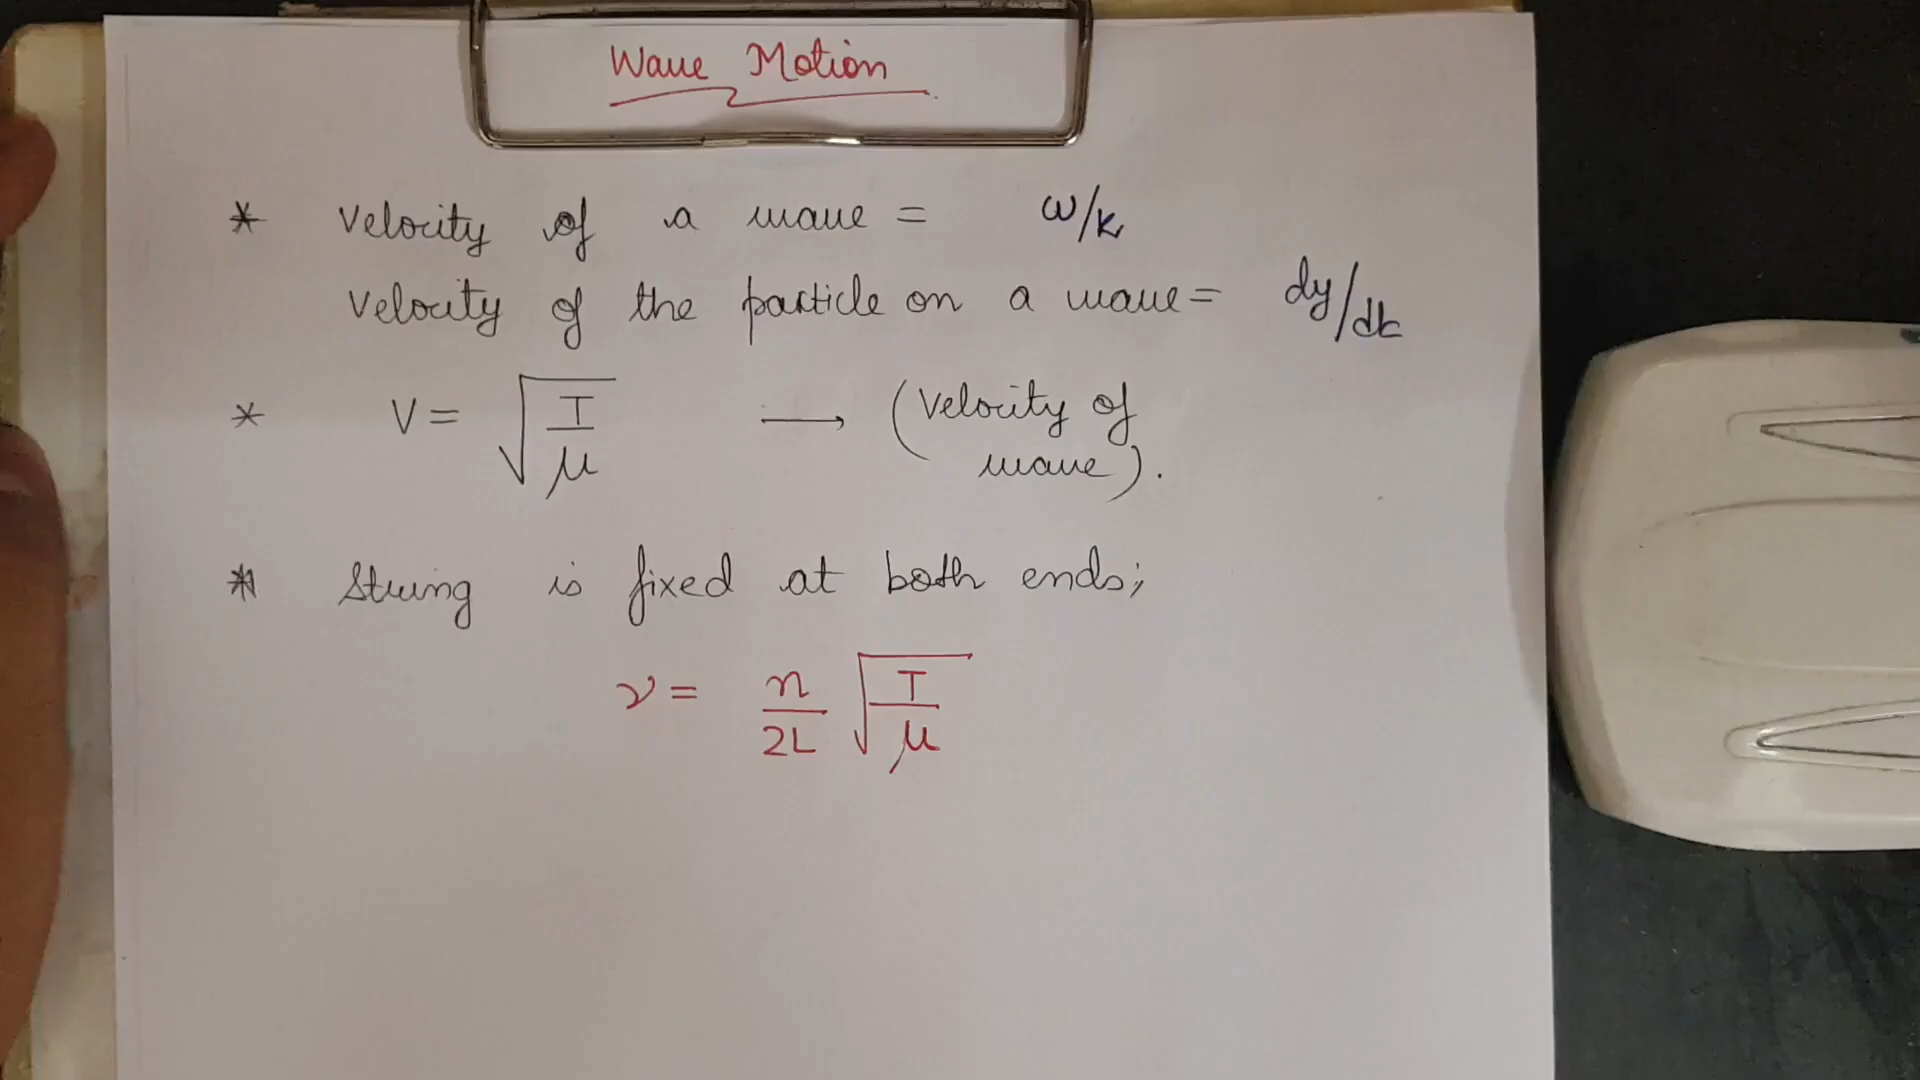 Wave Motion
* Velocity of a wave = ω/k
Velocity of the particle on a wave = dy/dt
* V = √(T/μ) → (Velocity of
wave).
* String is fixed at both ends;
ν = n/2L √(T/μ)